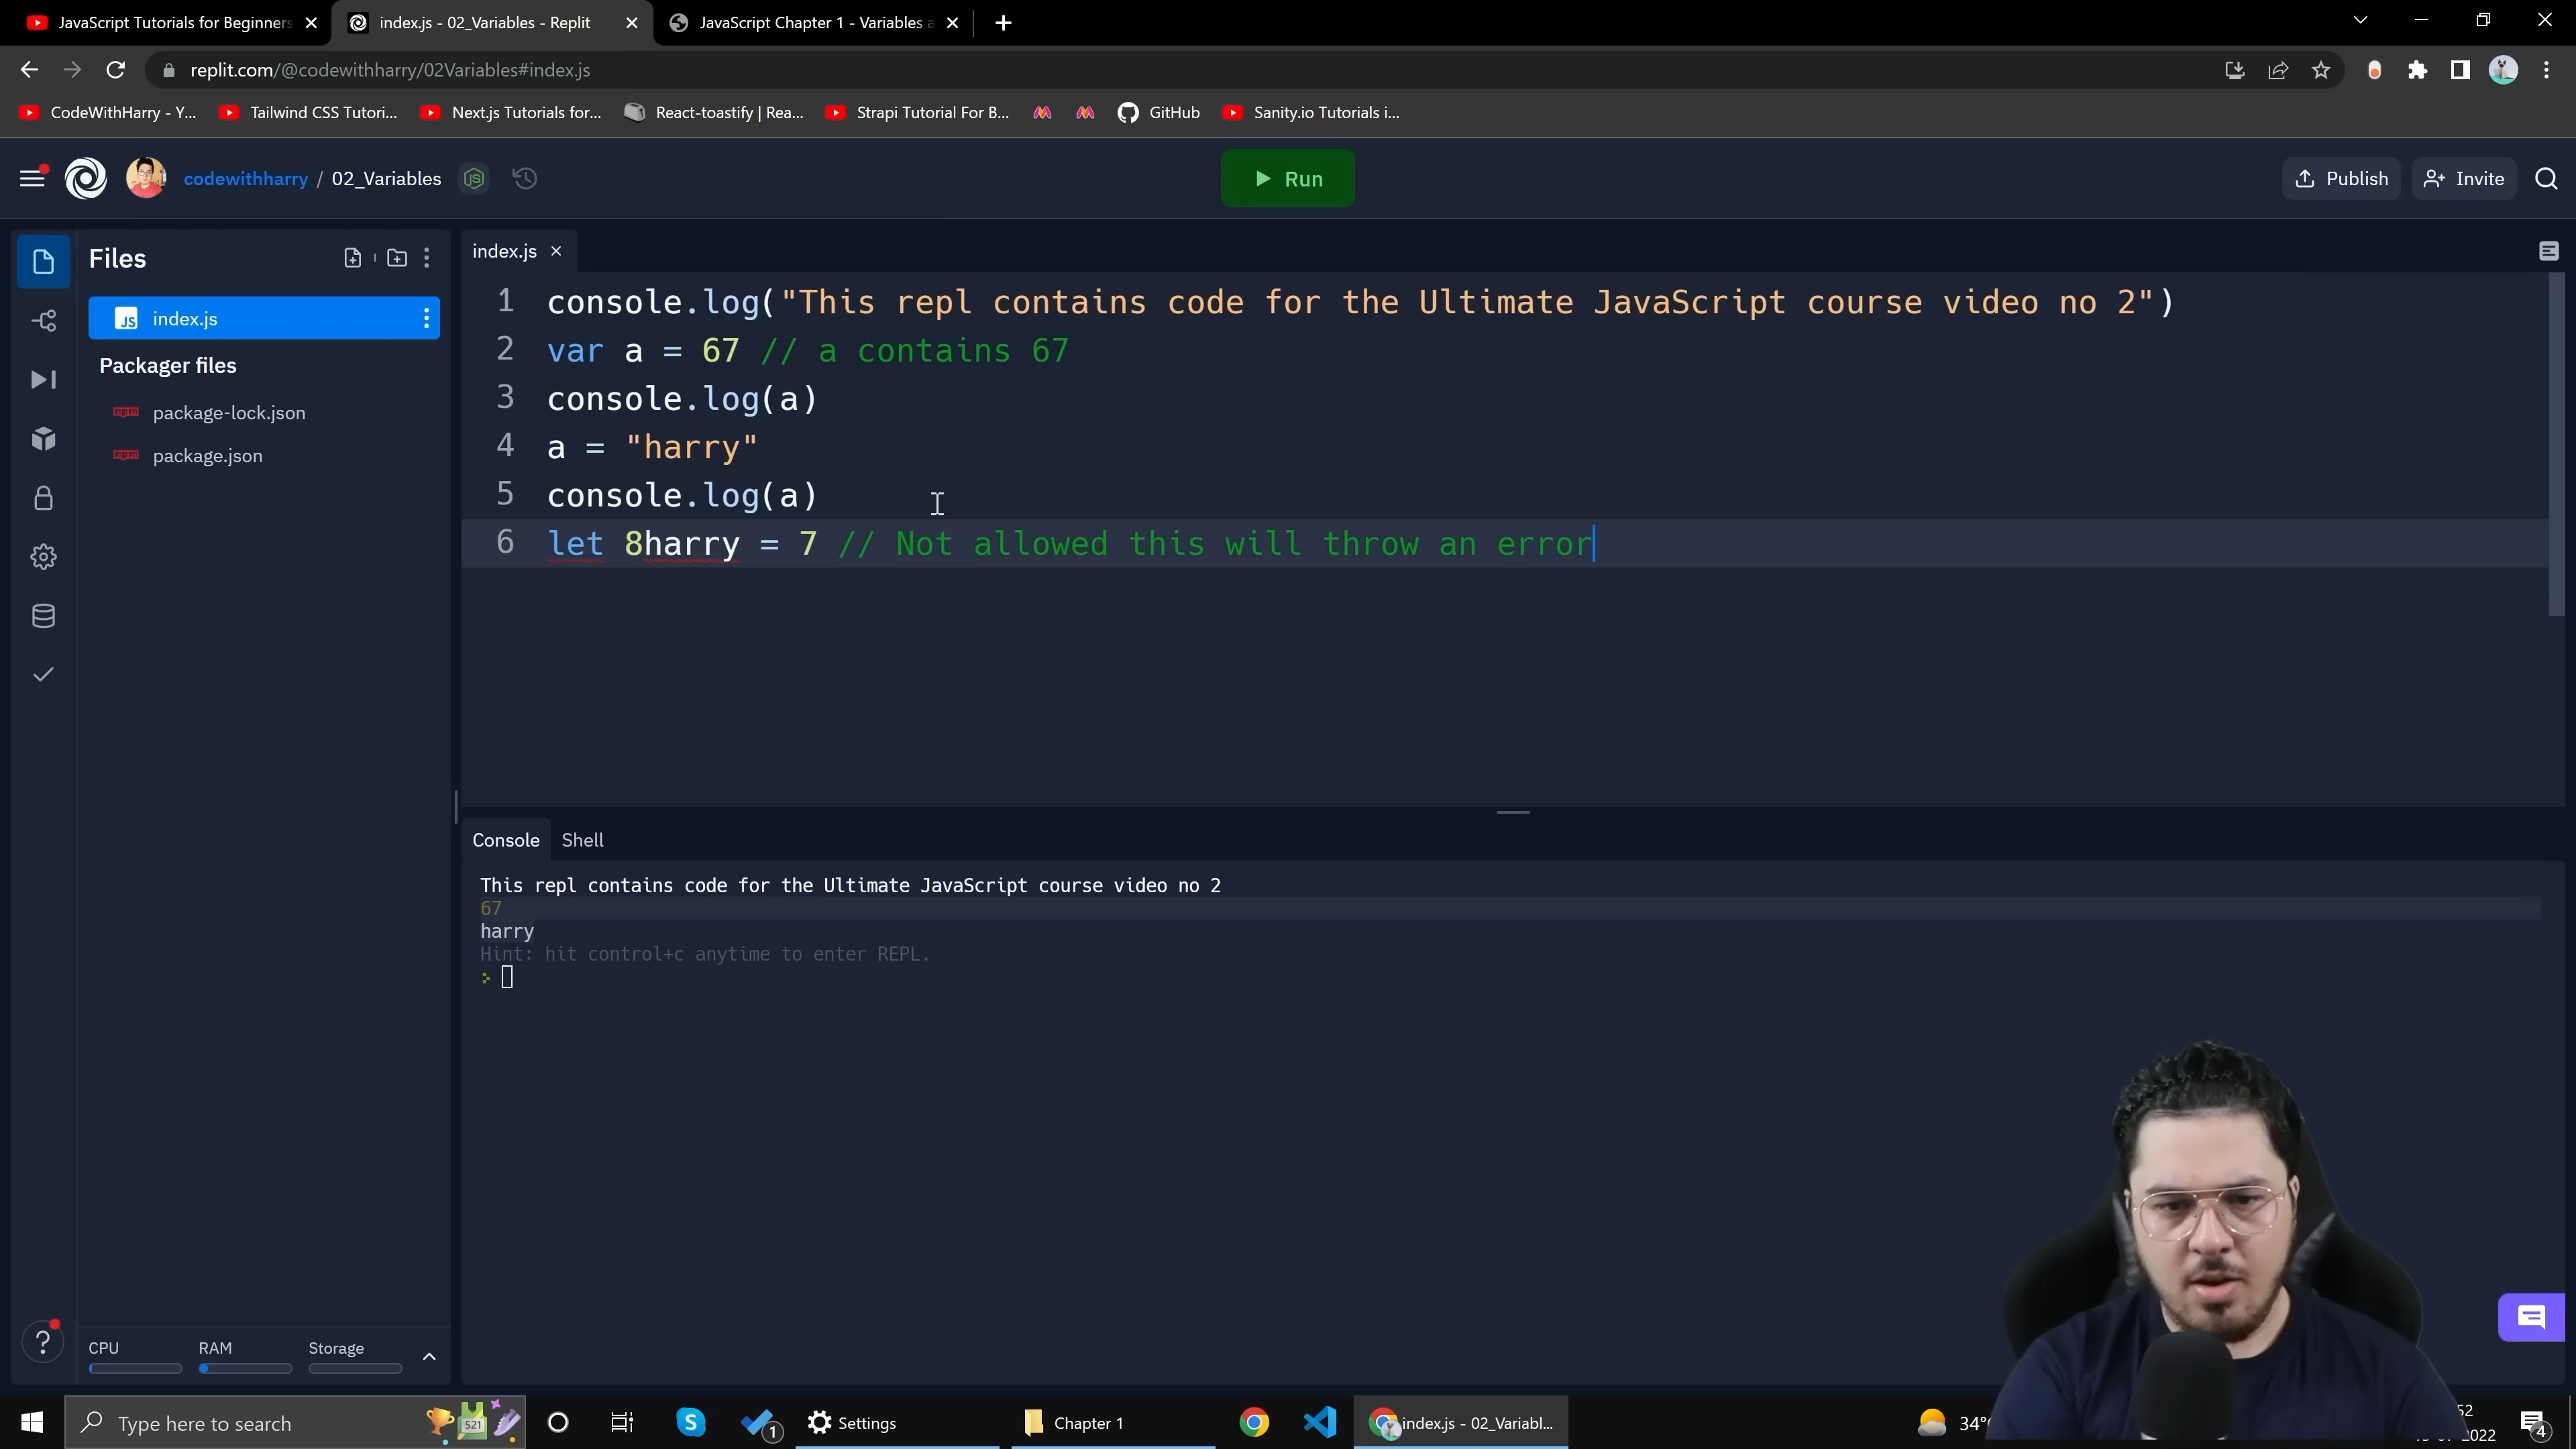 JavaScript Tutorials for Beginners
index.js - 02_Variables - Replit
JavaScript Chapter 1 - Variables a
replit.com/@codewithharry/02Variables#index.js
CodeWithHarry - Y...
Tailwind CSS Tutori...
Next.js Tutorials for...
React-toastify | Rea...
Strapi Tutorial For B...
GitHub
Sanity.io Tutorials i...
codewithharry / 02_Variables
Run
Publish
Invite
Files
index.js
Packager files
package-lock.json
package.json
index.js
1 console.log("This repl contains code for the Ultimate JavaScript course video no 2")
2 var a = 67 // a contains 67
3 console.log(a)
4 a = "harry"
5 console.log(a)
6 let 8harry = 7 // Not allowed this will throw an error
Console
Shell
This repl contains code for the Ultimate JavaScript course video no 2
67
harry
Hint: hit control+c anytime to enter REPL.
CPU
RAM
Storage
Type here to search
521
1
Settings
Chapter 1
index.js - 02_Variabl...
34°
52
2022
4